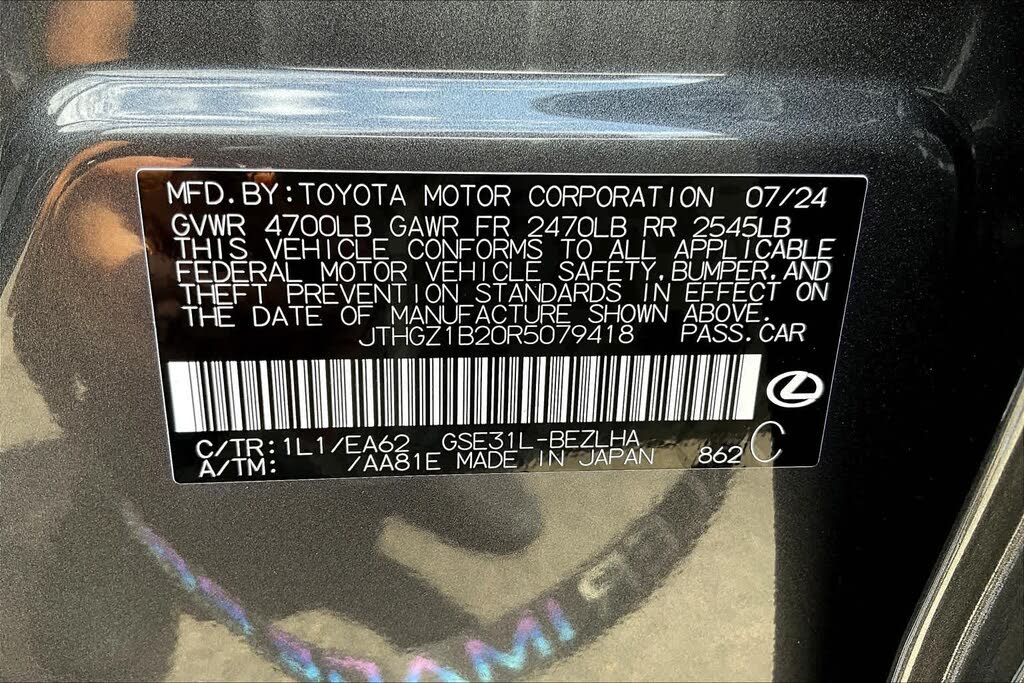 MFD.BY:TOYOTA MOTOR CORPORATION 07/24
GVWR 4700LB GAWR FR 2470LB RR 2545LB
THIS VEHICLE CONFORMS TO ALL APPLICABLE
FEDERAL MOTOR VEHICLE SAFETY,BUMPER,AND
THEFT PREVENTION STANDARDS IN EFFECT ON
THE DATE OF MANUFACTURE SHOWN ABOVE.
JTHGZ1B20R5079418 PASS.CAR
C/TR:1L1/EA62 GSE31L-BEZLHA
A/TM: /AA81E MADE IN JAPAN 862 C